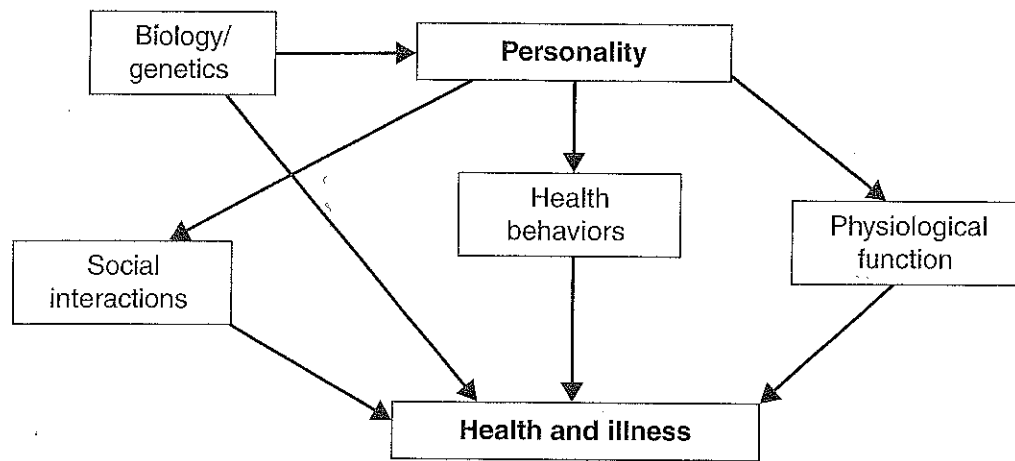 Biology/
genetics
Personality
Health
behaviors
Physiological
function
Social
interactions
Health and illness